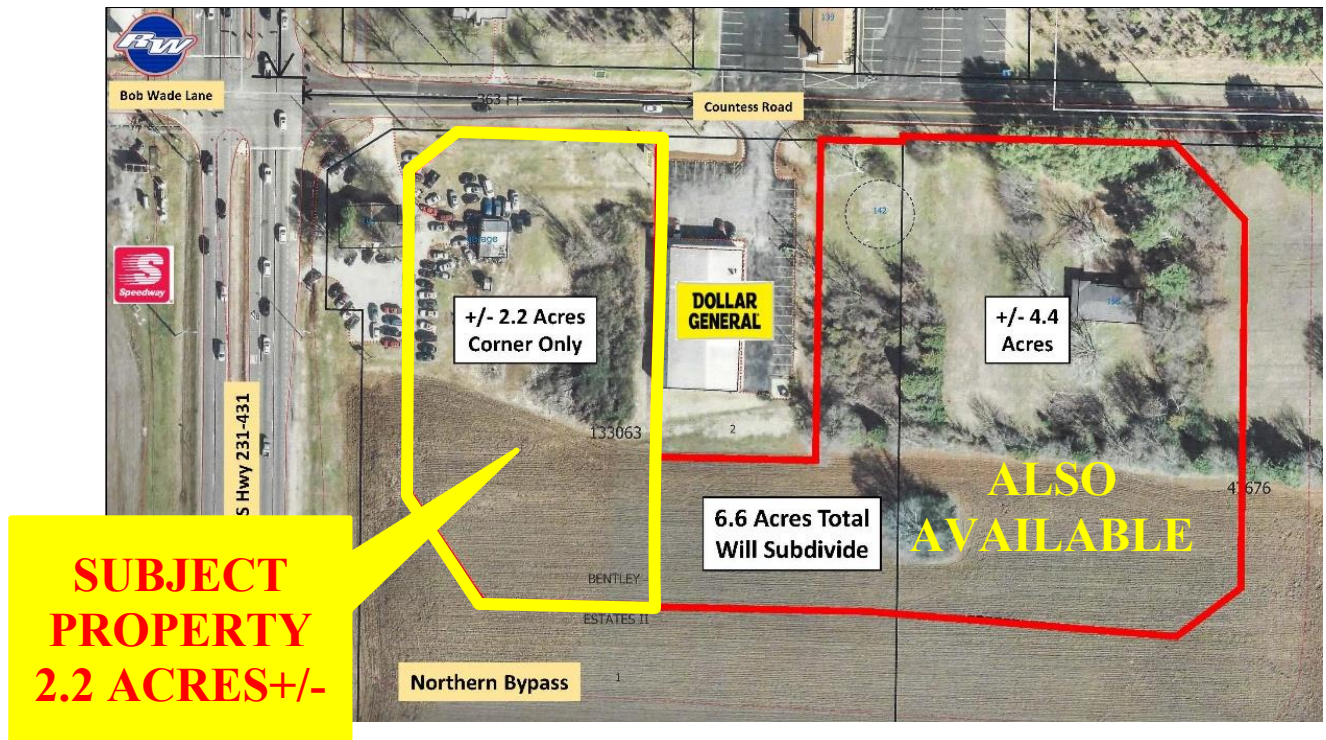 RW
Bob Wade Lane
363 FT
Countess Road
139
142
Speedway
S
garage
+/- 2.2 Acres
Corner Only
DOLLAR
GENERAL
+/- 4.4
Acres
S Hwy 231-431
133063
2
6.6 Acres Total
Will Subdivide
ALSO
AVAILABLE
SUBJECT
PROPERTY
2.2 ACRES+/-
BENTLEY
ESTATES II
Northern Bypass
1